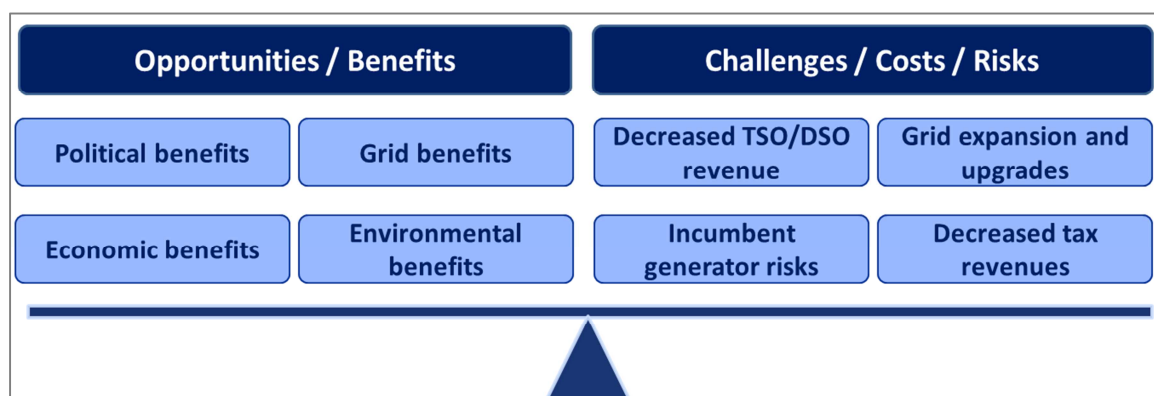 Opportunities / Benefits
Challenges / Costs / Risks
Political benefits
Grid benefits
Decreased TSO/DSO
revenue
Grid expansion and
upgrades
Economic benefits
Environmental
benefits
Incumbent
generator risks
Decreased tax
revenues